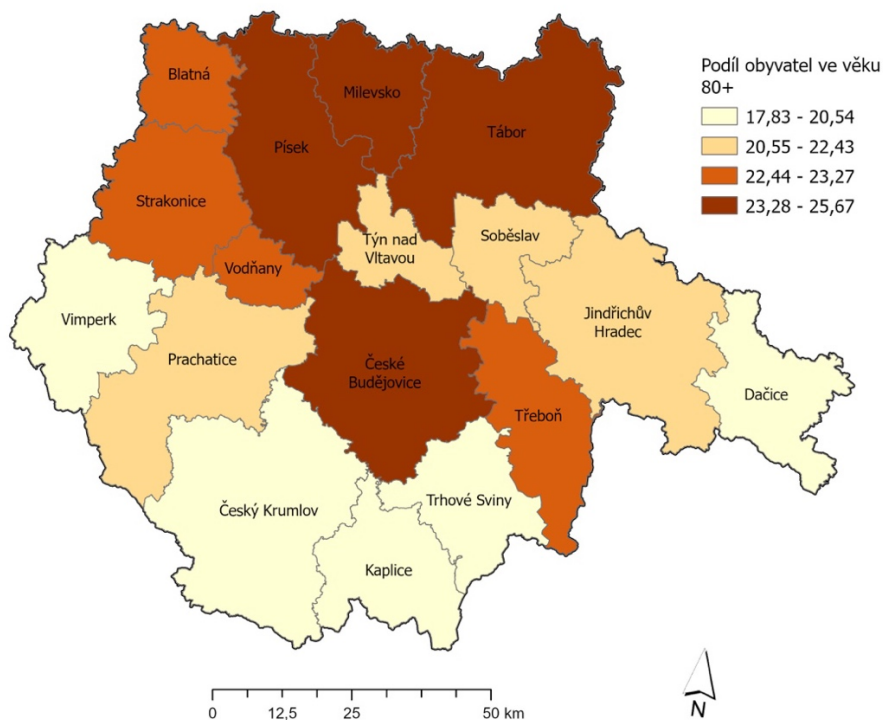 Podíl obyvatel ve věku
80+
17,83 - 20,54
20,55 - 22,43
22,44 - 23,27
23,28 - 25,67
Blatná
Milevsko
Písek
Tábor
Strakonice
Týn nad
Vltavou
Soběslav
Vodňany
Vimperk
Jindřichův
Hradec
Prachatice
České
Budějovice
Dačice
Třeboň
Český Krumlov
Trhové Sviny
Kaplice
N
0 12,5 25 50 km